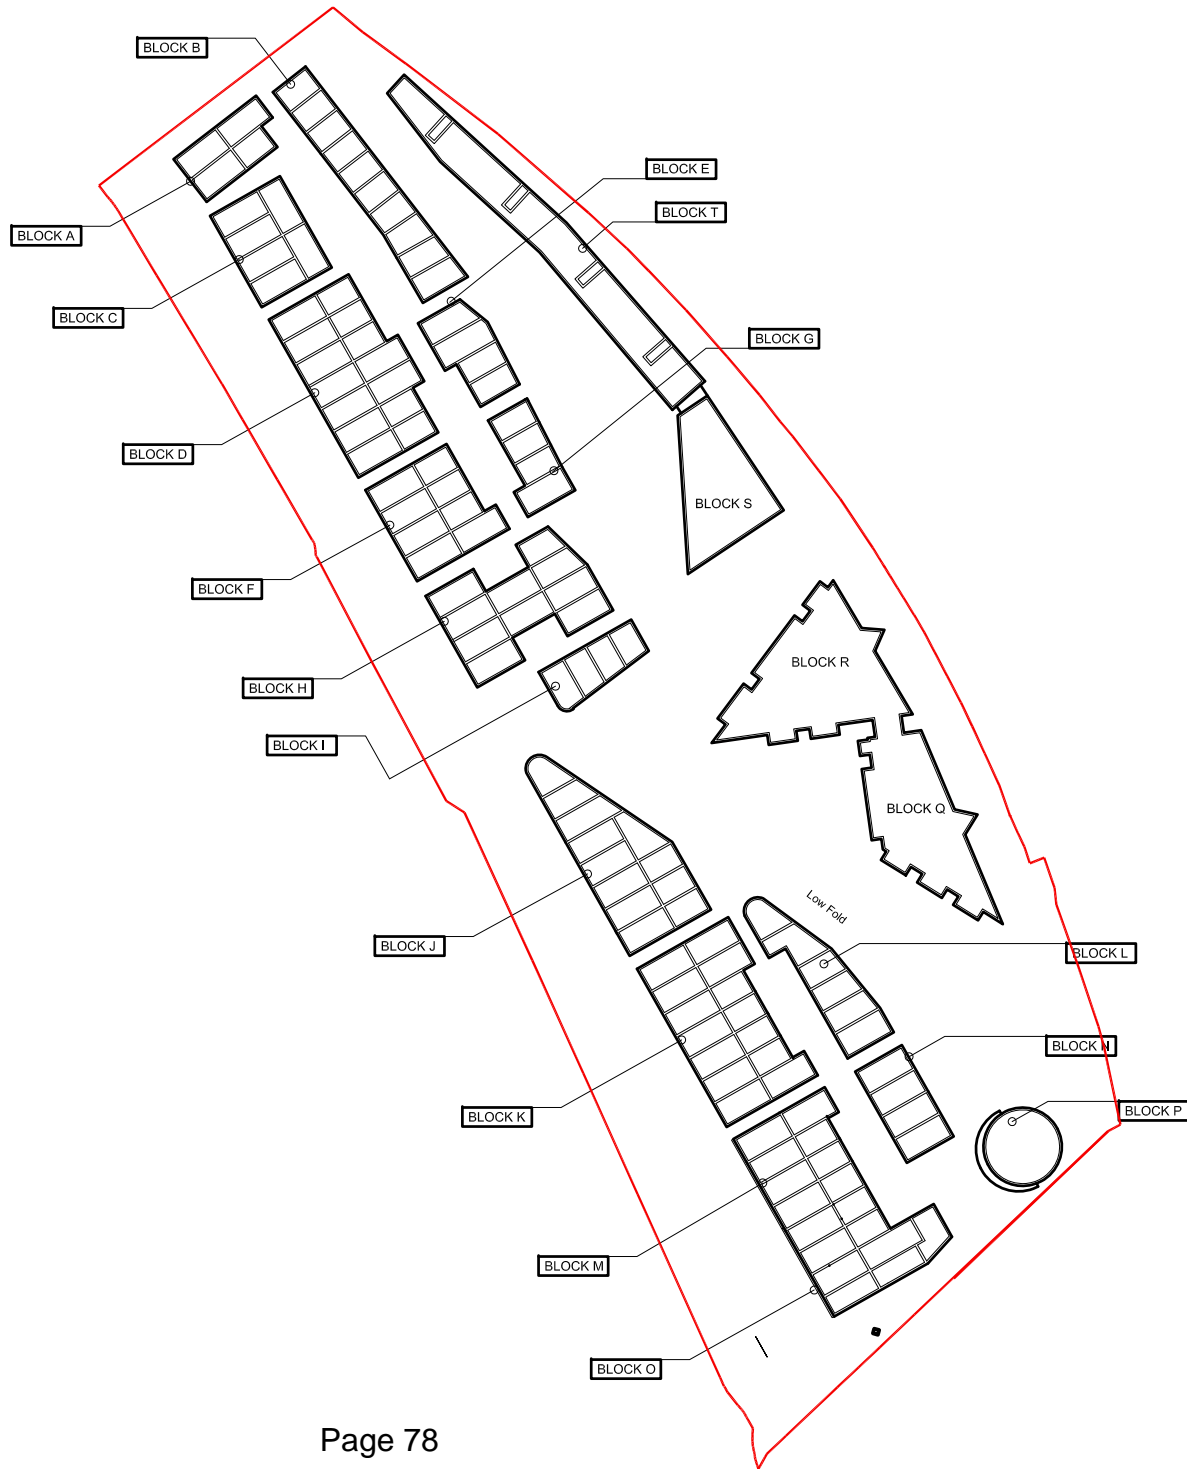 BLOCK B
BLOCK E
BLOCK T
BLOCK A
BLOCK C
BLOCK G
BLOCK D
BLOCK S
BLOCK F
BLOCK R
BLOCK H
BLOCK I
BLOCK Q
Low Fold
BLOCK J
BLOCK L
BLOCK N
BLOCK K
BLOCK P
BLOCK M
BLOCK O
Page 78